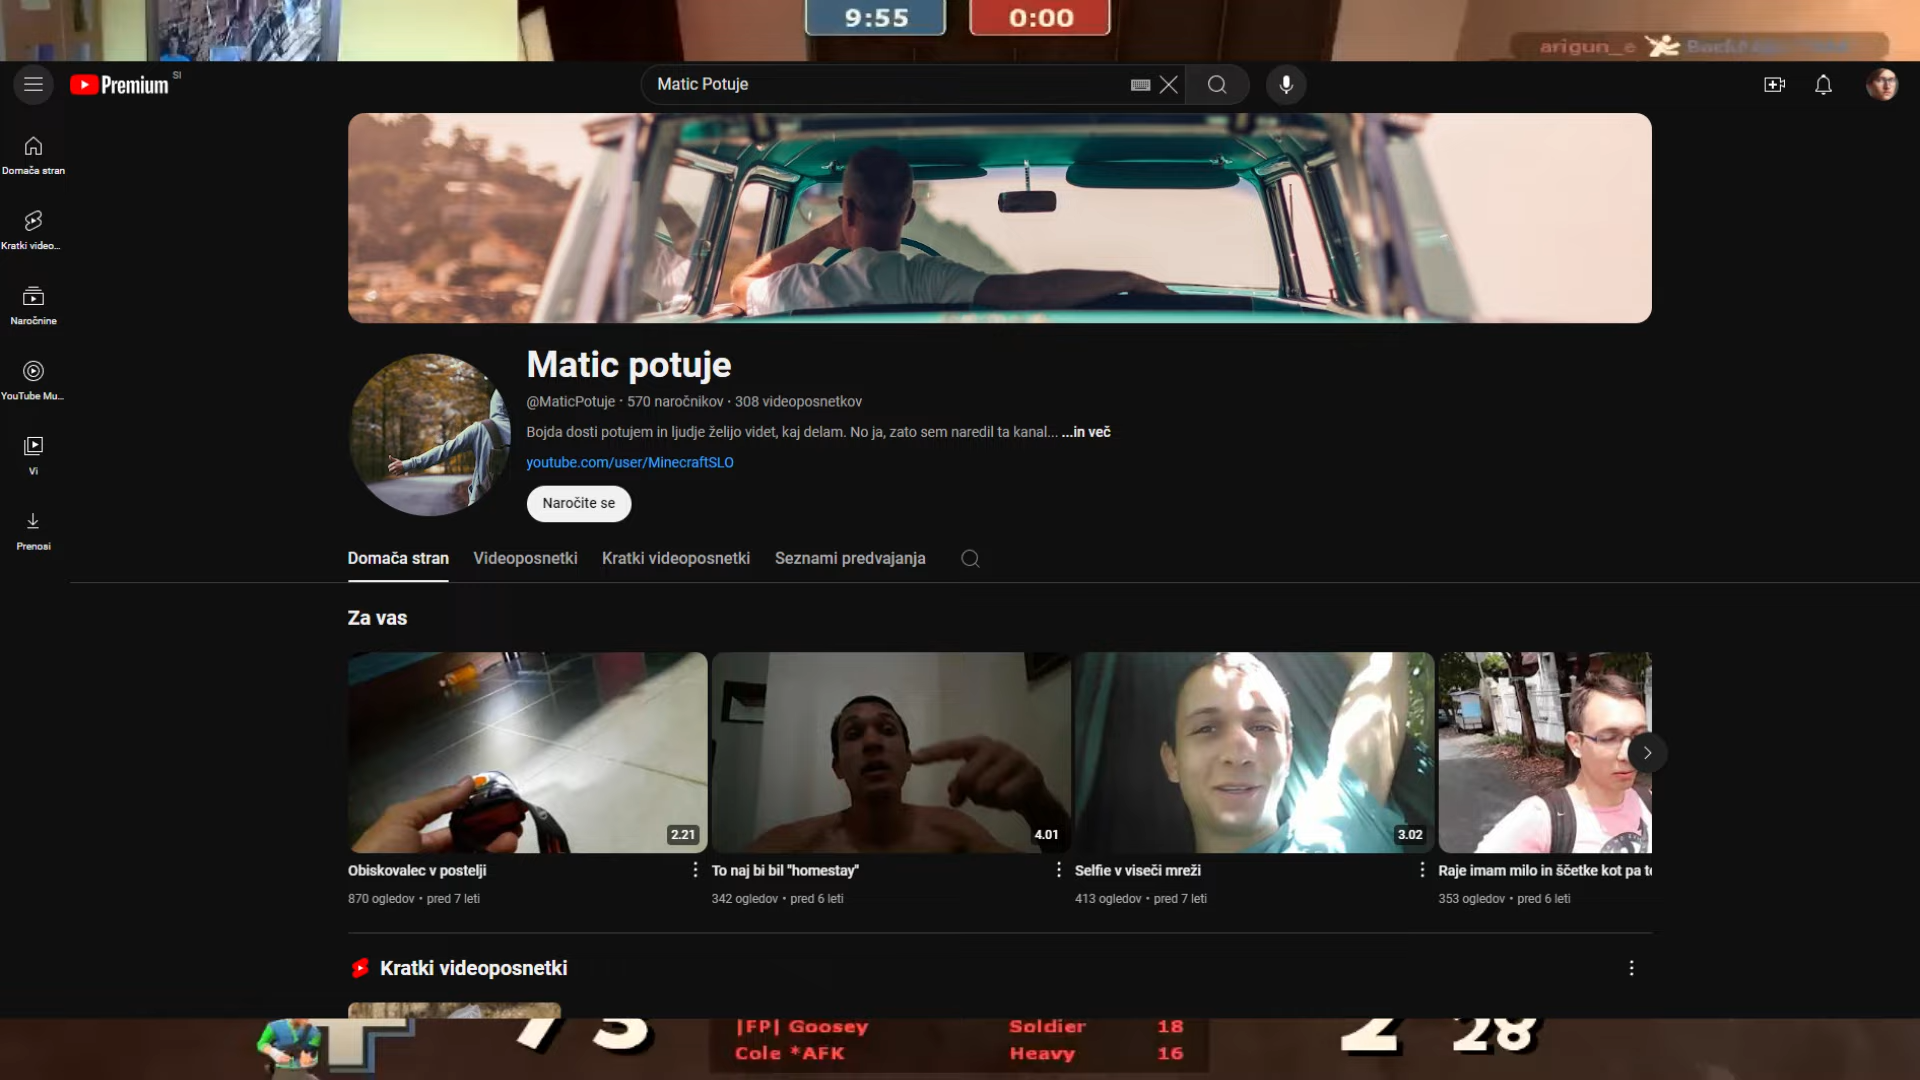 9:55
0:00
arigun_e
Premium
SI
Matic Potuje
Domača stran
Kratki video...
Naročnine
YouTube Mu...
Vi
Prenosi
Matic potuje
@MaticPotuje · 570 naročnikov · 308 videoposnetkov
Bojda dosti potujem in ljudje želijo videt, kaj delam. No ja, zato sem naredil ta kanal... ...in več
youtube.com/user/MinecraftSLO
Naročite se
Domača stran
Videoposnetki
Kratki videoposnetki
Seznami predvajanja
Za vas
2.21
4.01
3.02
Obiskovalec v postelji
870 ogledov • pred 7 leti
To naj bi bil "homestay"
342 ogledov • pred 6 leti
Selfie v viseči mreži
413 ogledov • pred 7 leti
Raje imam milo in ščetke kot pa
353 ogledov • pred 6 leti
Kratki videoposnetki
|FP| Goosey Soldier 18
Cole *AFK Heavy 16
2 28